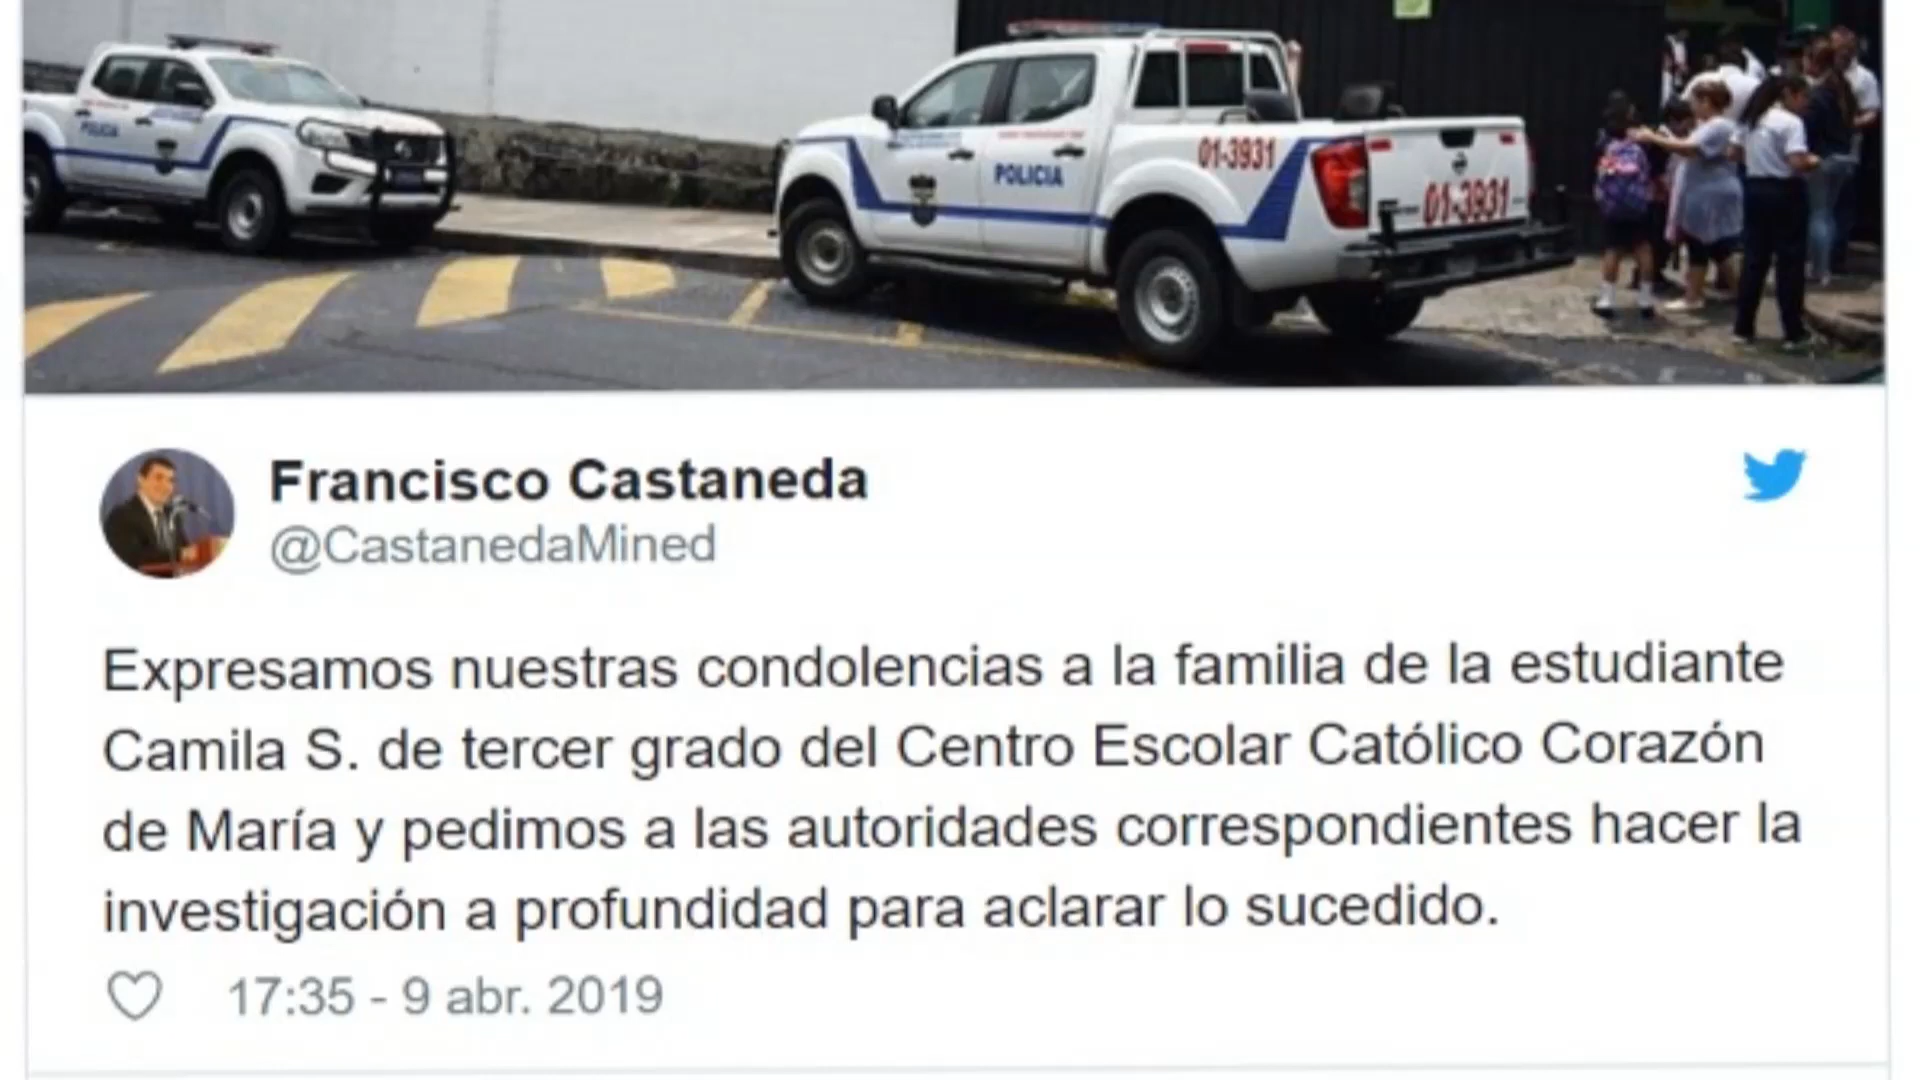 POLICIA
POLICIA
01-3931
01-3931
Francisco Castaneda
@CastanedaMined
Expresamos nuestras condolencias a la familia de la estudiante
Camila S. de tercer grado del Centro Escolar Católico Corazón
de María y pedimos a las autoridades correspondientes hacer la
investigación a profundidad para aclarar lo sucedido.
17:35 - 9 abr. 2019